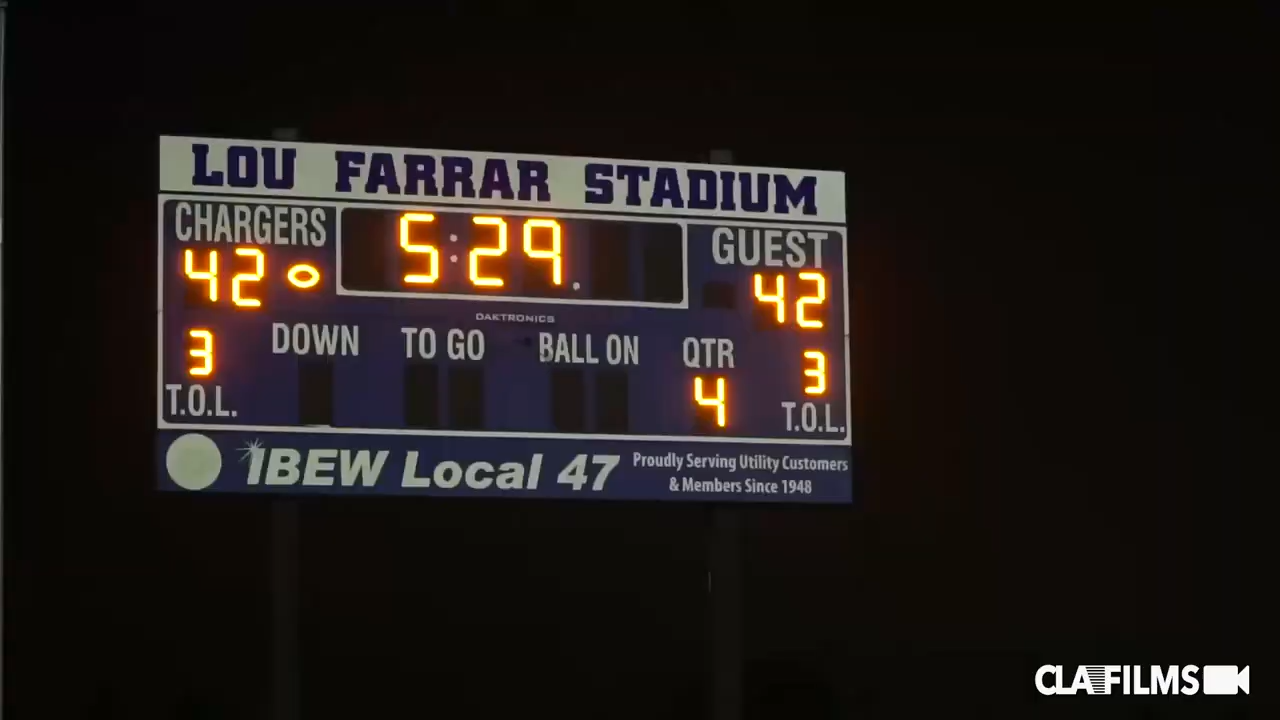 LOU FARRAR STADIUM
CHARGERS 5:29 GUEST
42 42
DAKTRONICS
3 DOWN TO GO BALL ON QTR 3
T.O.L. 4 T.O.L.
IBEW Local 47 Proudly Serving Utility Customers
& Members Since 1948
CLAFILMS